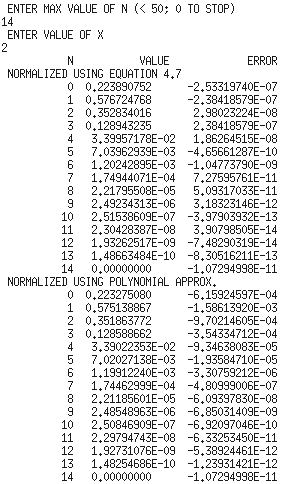 ENTER MAX VALUE OF N (< 50; 0 TO STOP)
14
ENTER VALUE OF X
2
N VALUE ERROR
NORMALIZED USING EQUATION 4.7
0 0.223890752 -2.53319740E-07
1 0.576724768 -2.38418579E-07
2 0.352834016 2.98023224E-08
3 0.128943235 2.38418579E-07
4 3.39957178E-02 1.86264515E-08
5 7.03962939E-03 -4.65661287E-10
6 1.20242895E-03 -1.04773790E-09
7 1.74944071E-04 7.27595761E-11
8 2.21795508E-05 5.09317033E-11
9 2.49234313E-06 3.18323146E-12
10 2.51538609E-07 -3.97903932E-13
11 2.30428387E-08 3.90798505E-14
12 1.93262517E-09 -7.48290319E-14
13 1.48663484E-10 -8.30516211E-13
14 0.00000000 -1.07294998E-11
NORMALIZED USING POLYNOMIAL APPROX.
0 0.223275080 -6.15924597E-04
1 0.575138867 -1.58613920E-03
2 0.351863772 -9.70214605E-04
3 0.128588662 -3.54334712E-04
4 3.39022353E-02 -9.34638083E-05
5 7.02027138E-03 -1.93584710E-05
6 1.19912240E-03 -3.30759212E-06
7 1.74462999E-04 -4.80999006E-07
8 2.21185601E-05 -6.09397830E-08
9 2.48548963E-06 -6.85031409E-09
10 2.50846909E-07 -6.92097046E-10
11 2.29794743E-08 -6.33253450E-11
12 1.92731076E-09 -5.38924461E-12
13 1.48254686E-10 -1.23931421E-12
14 0.00000000 -1.07294998E-11